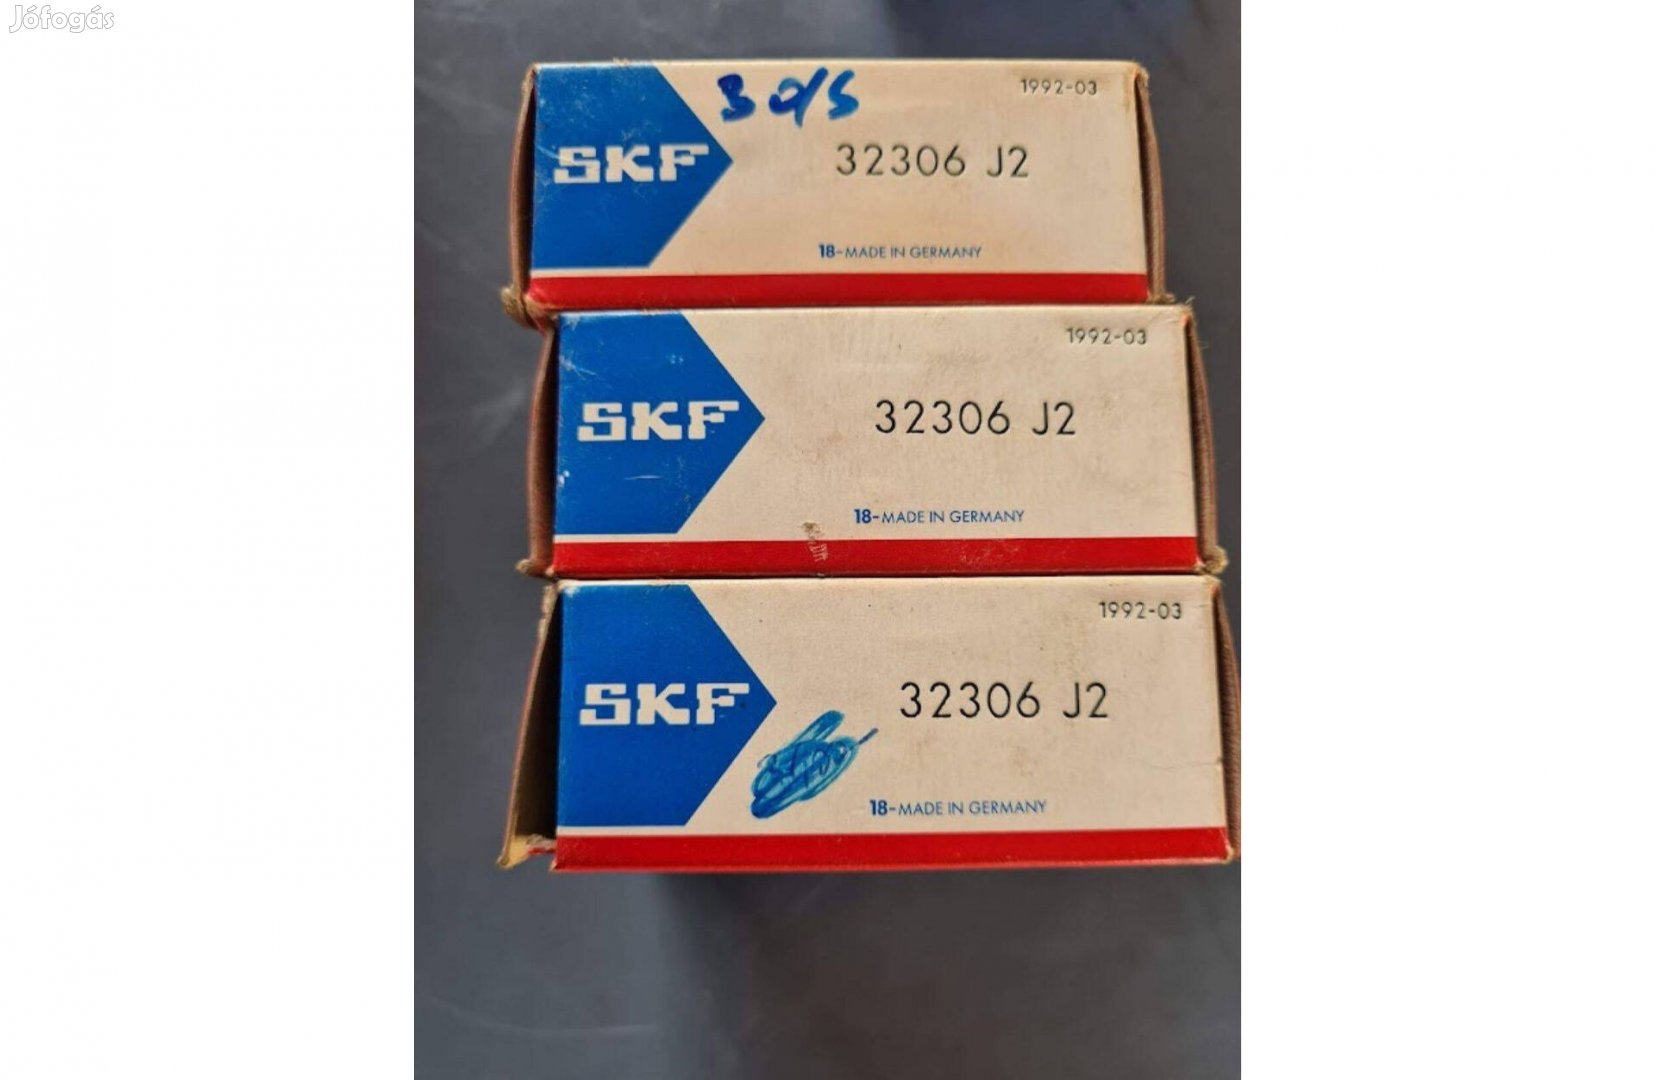 Jófogás
1992-03
SKF
32306 J2
18-MADE IN GERMANY
1992-03
SKF
32306 J2
18-MADE IN GERMANY
1992-03
SKF
32306 J2
18-MADE IN GERMANY